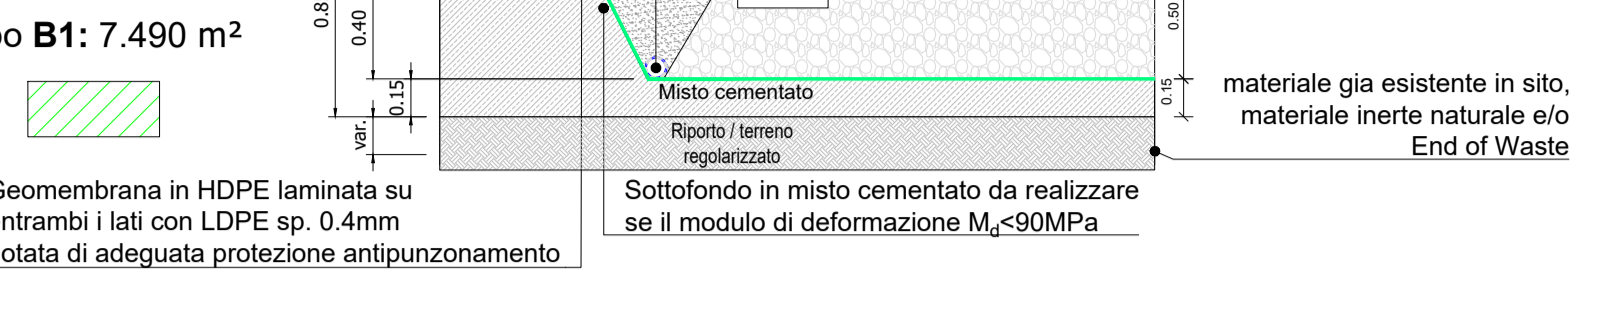 0.8
0.40
0.50
po B1: 7.490 m²
0.15
0.15
Misto cementato
materiale gia esistente in sito,
materiale inerte naturale e/o
End of Waste
var.
Riporto / terreno
regolarizzato
Geomembrana in HDPE laminata su
entrambi i lati con LDPE sp. 0.4mm
dotata di adeguata protezione antipunzonamento
Sottofondo in misto cementato da realizzare
se il modulo di deformazione Md<90MPa